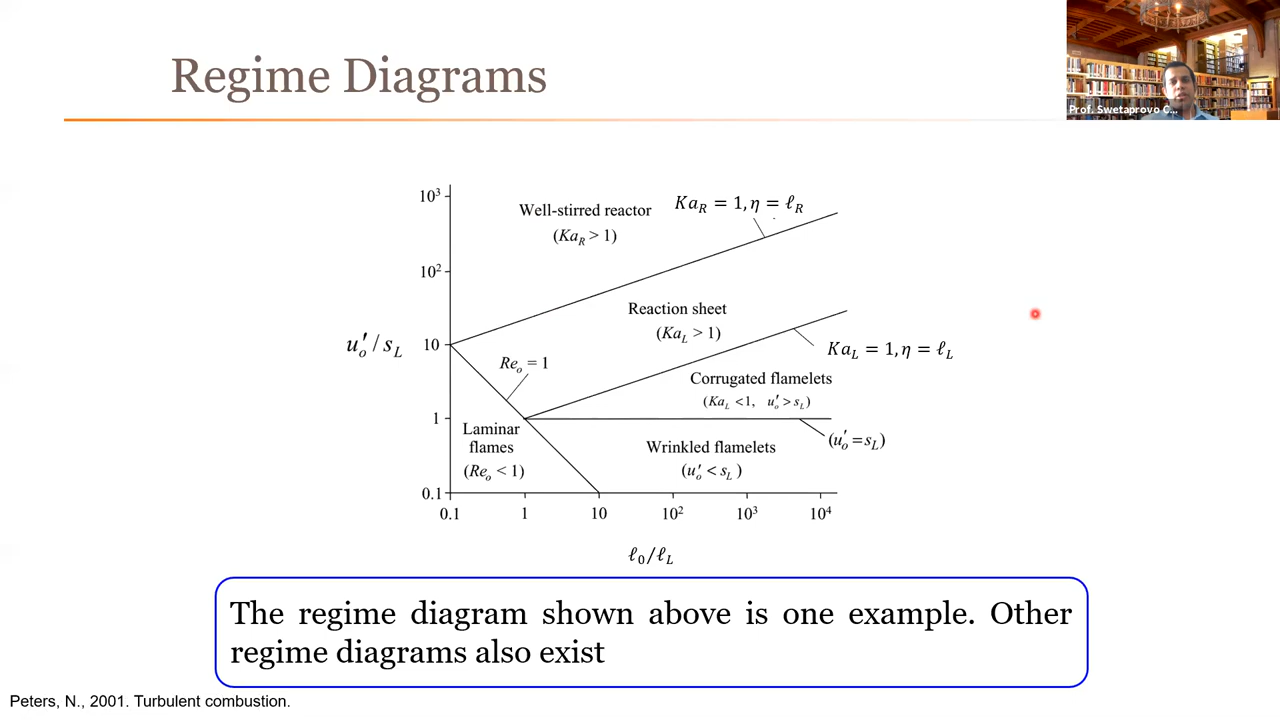 Regime Diagrams
Prof. Swetaprovo C...
10³
Well-stirred reactor
(Ka_R > 1)
Ka_R = 1, η = ℓ_R
10²
Reaction sheet
(Ka_L > 1)
u′_o / s_L
10
Re_o = 1
Ka_L = 1, η = ℓ_L
Corrugated flamelets
(Ka_L < 1, u′_o > s_L)
1
Laminar
flames
(Re_o < 1)
Wrinkled flamelets
(u′_o < s_L)
(u′_o = s_L)
0.1
0.1 1 10 10² 10³ 10⁴
ℓ₀/ℓ_L
The regime diagram shown above is one example. Other
regime diagrams also exist
Peters, N., 2001. Turbulent combustion.